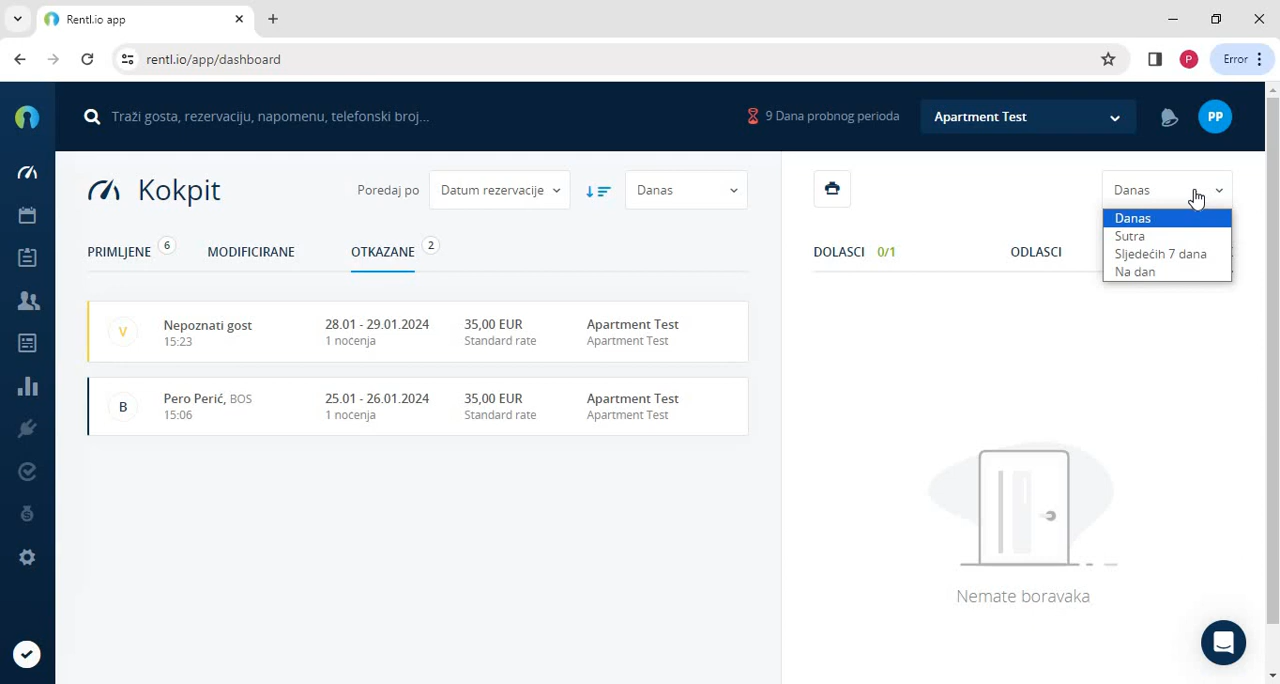 Rentl.io app
rentl.io/app/dashboard
P
Error
Traži gosta, rezervaciju, napomenu, telefonski broj...
9 Dana probnog perioda
Apartment Test
PP
Kokpit
Poredaj po
Datum rezervacije
Danas
Danas
Danas
Sutra
Sljedećih 7 dana
Na dan
PRIMLJENE 6
MODIFICIRANE
OTKAZANE 2
DOLASCI 0/1
ODLASCI
V
Nepoznati gost
15:23
28.01 - 29.01.2024
1 nocenja
35,00 EUR
Standard rate
Apartment Test
Apartment Test
B
Pero Perić, BOS
15:06
25.01 - 26.01.2024
1 nocenja
35,00 EUR
Standard rate
Apartment Test
Apartment Test
Nemate boravaka